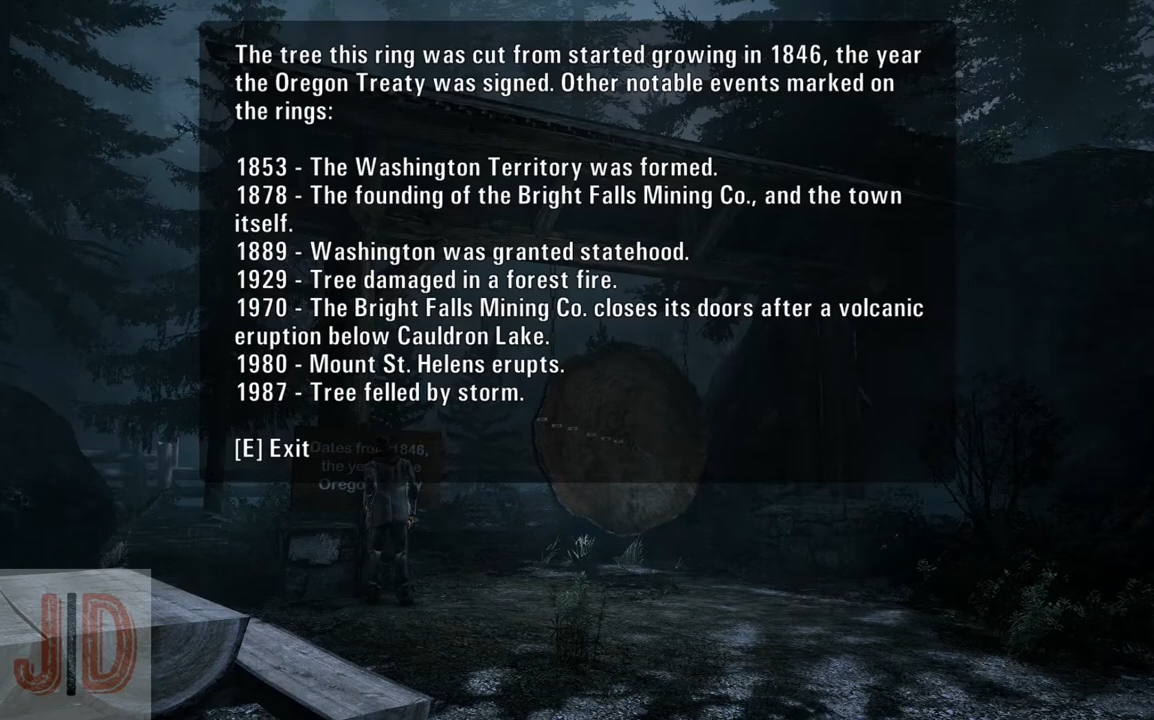 The tree this ring was cut from started growing in 1846, the year
the Oregon Treaty was signed. Other notable events marked on
the rings:
1853 - The Washington Territory was formed.
1878 - The founding of the Bright Falls Mining Co., and the town
itself.
1889 - Washington was granted statehood.
1929 - Tree damaged in a forest fire.
1970 - The Bright Falls Mining Co. closes its doors after a volcanic
eruption below Cauldron Lake.
1980 - Mount St. Helens erupts.
1987 - Tree felled by storm.
[E] Exit
Dates 1846,
the
J|D